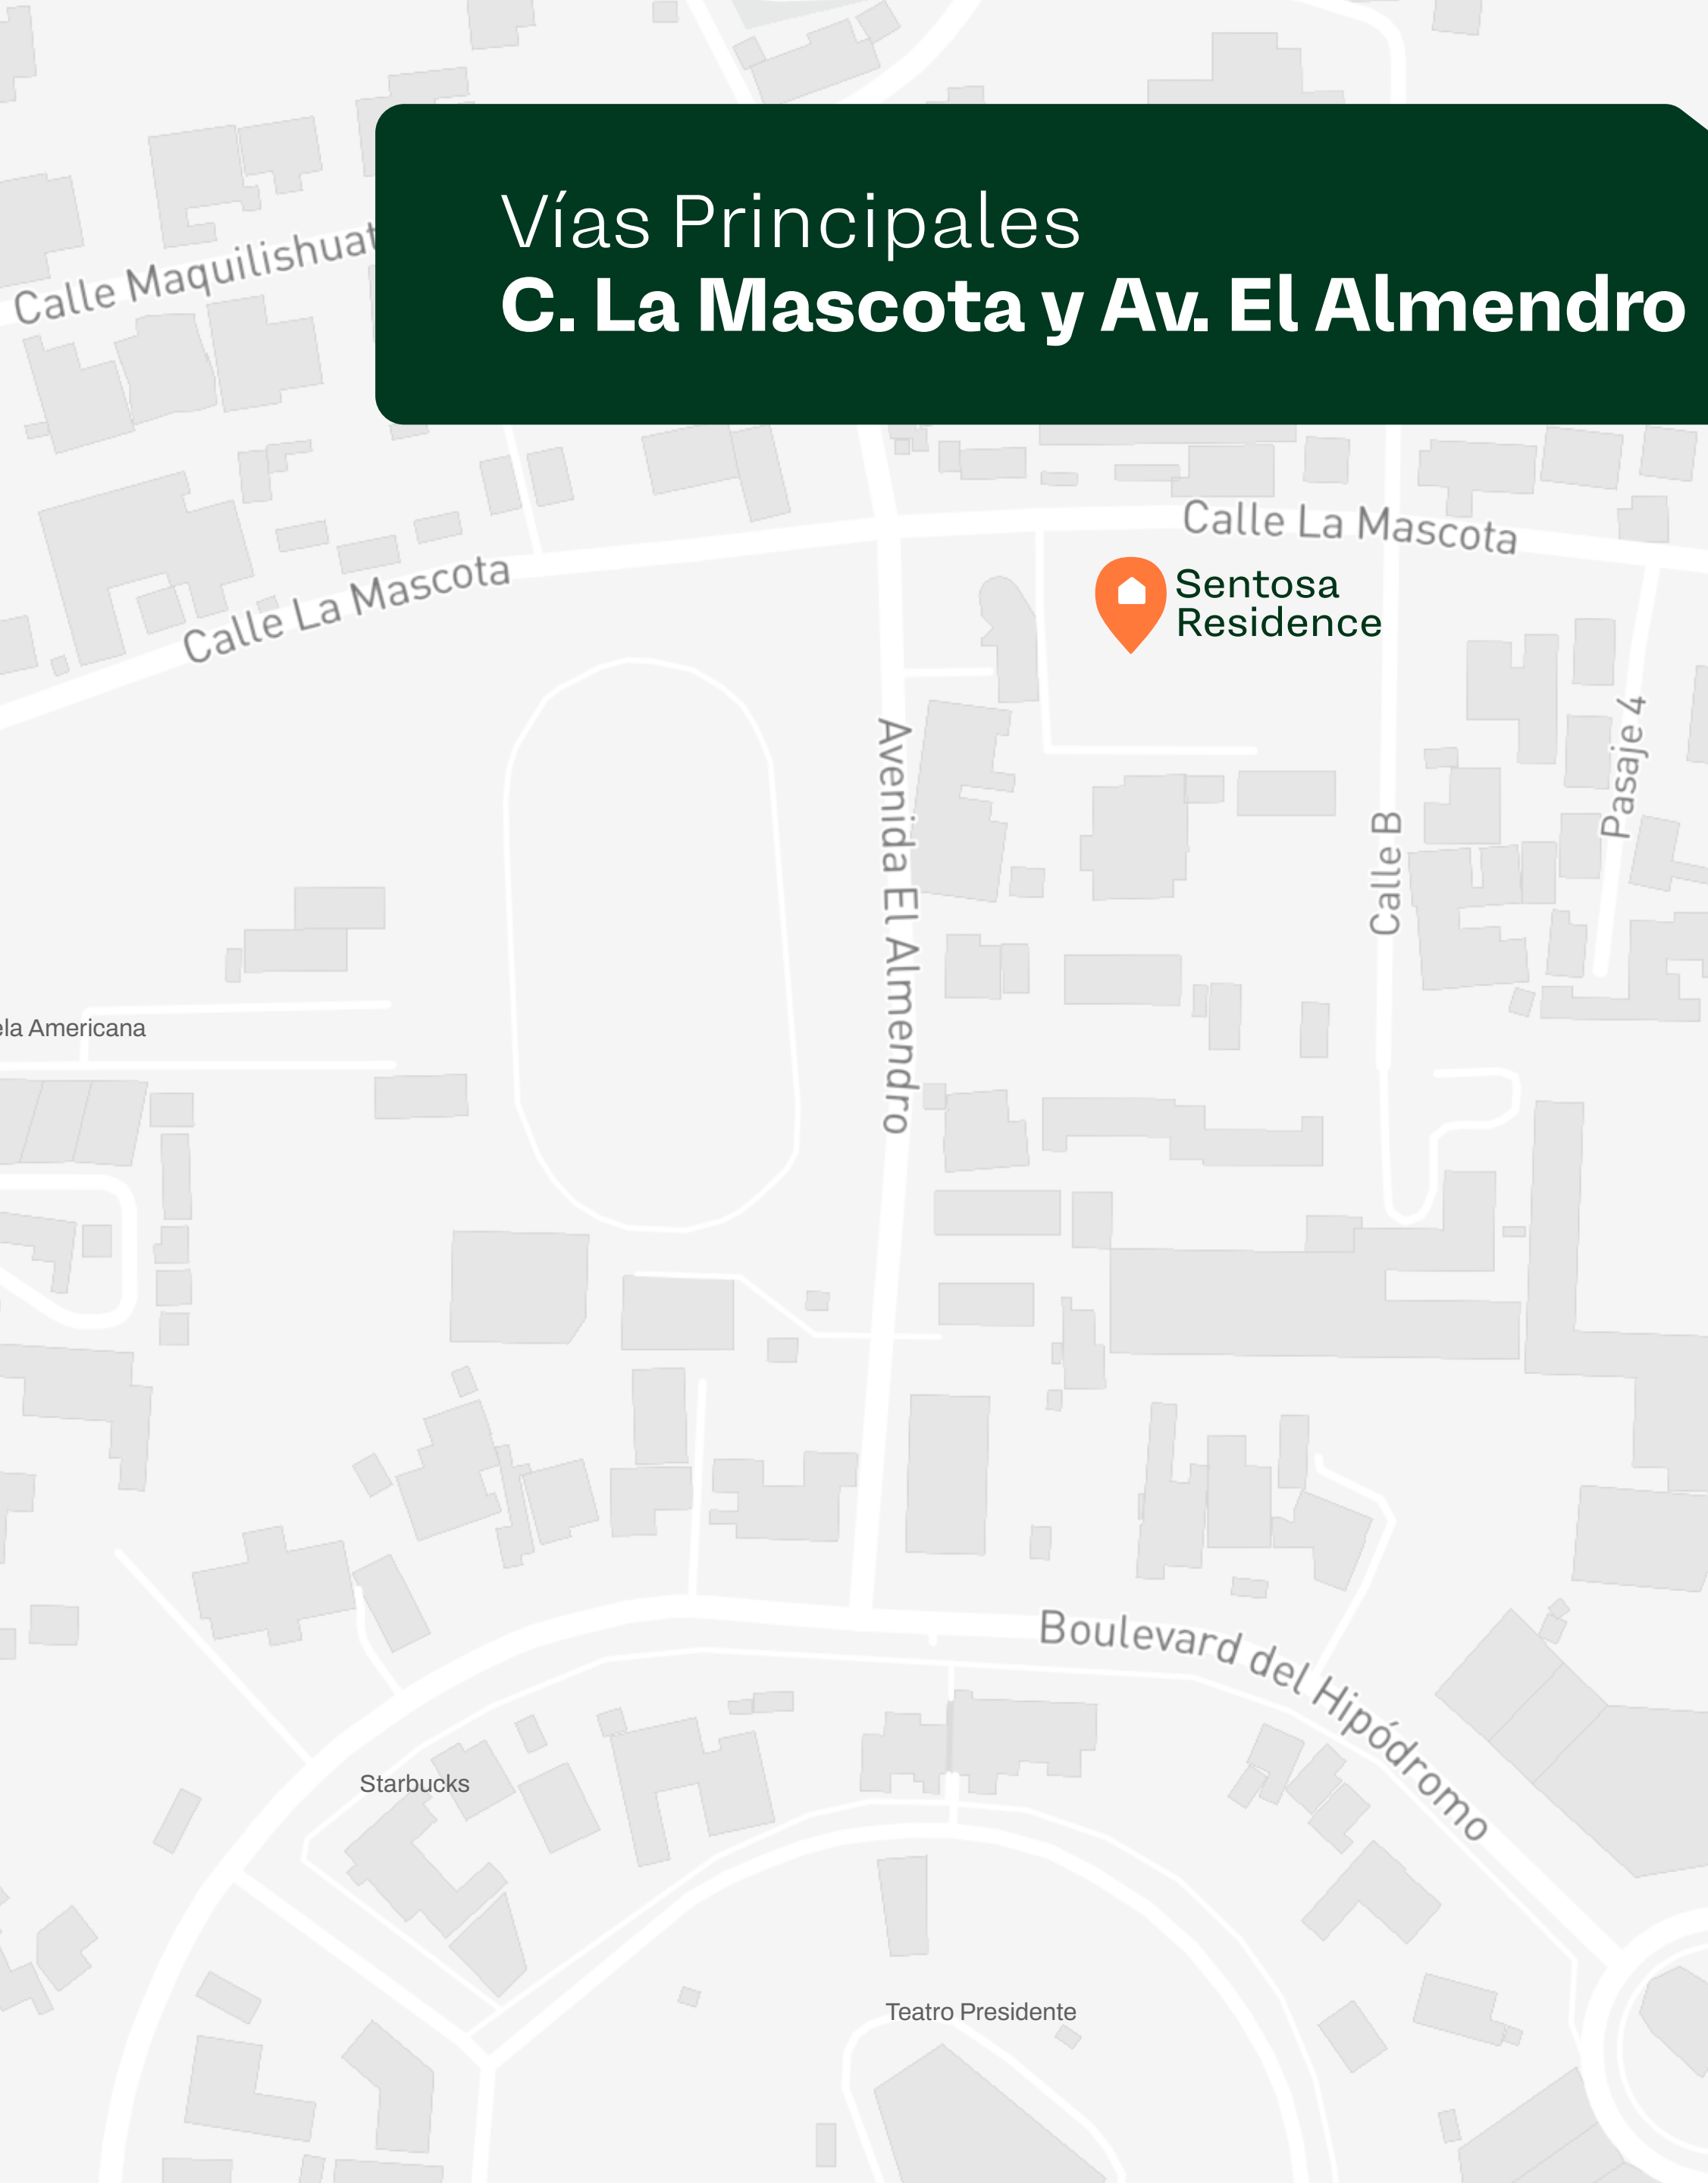 Vías Principales
C. La Mascota y Av. El Almendro
Calle Maquilishuat
Calle La Mascota
Calle La Mascota
Sentosa
Residence
Pasaje 4
Avenida El Almendro
Calle B
Americana
Boulevard del Hipódromo
Starbucks
Teatro Presidente